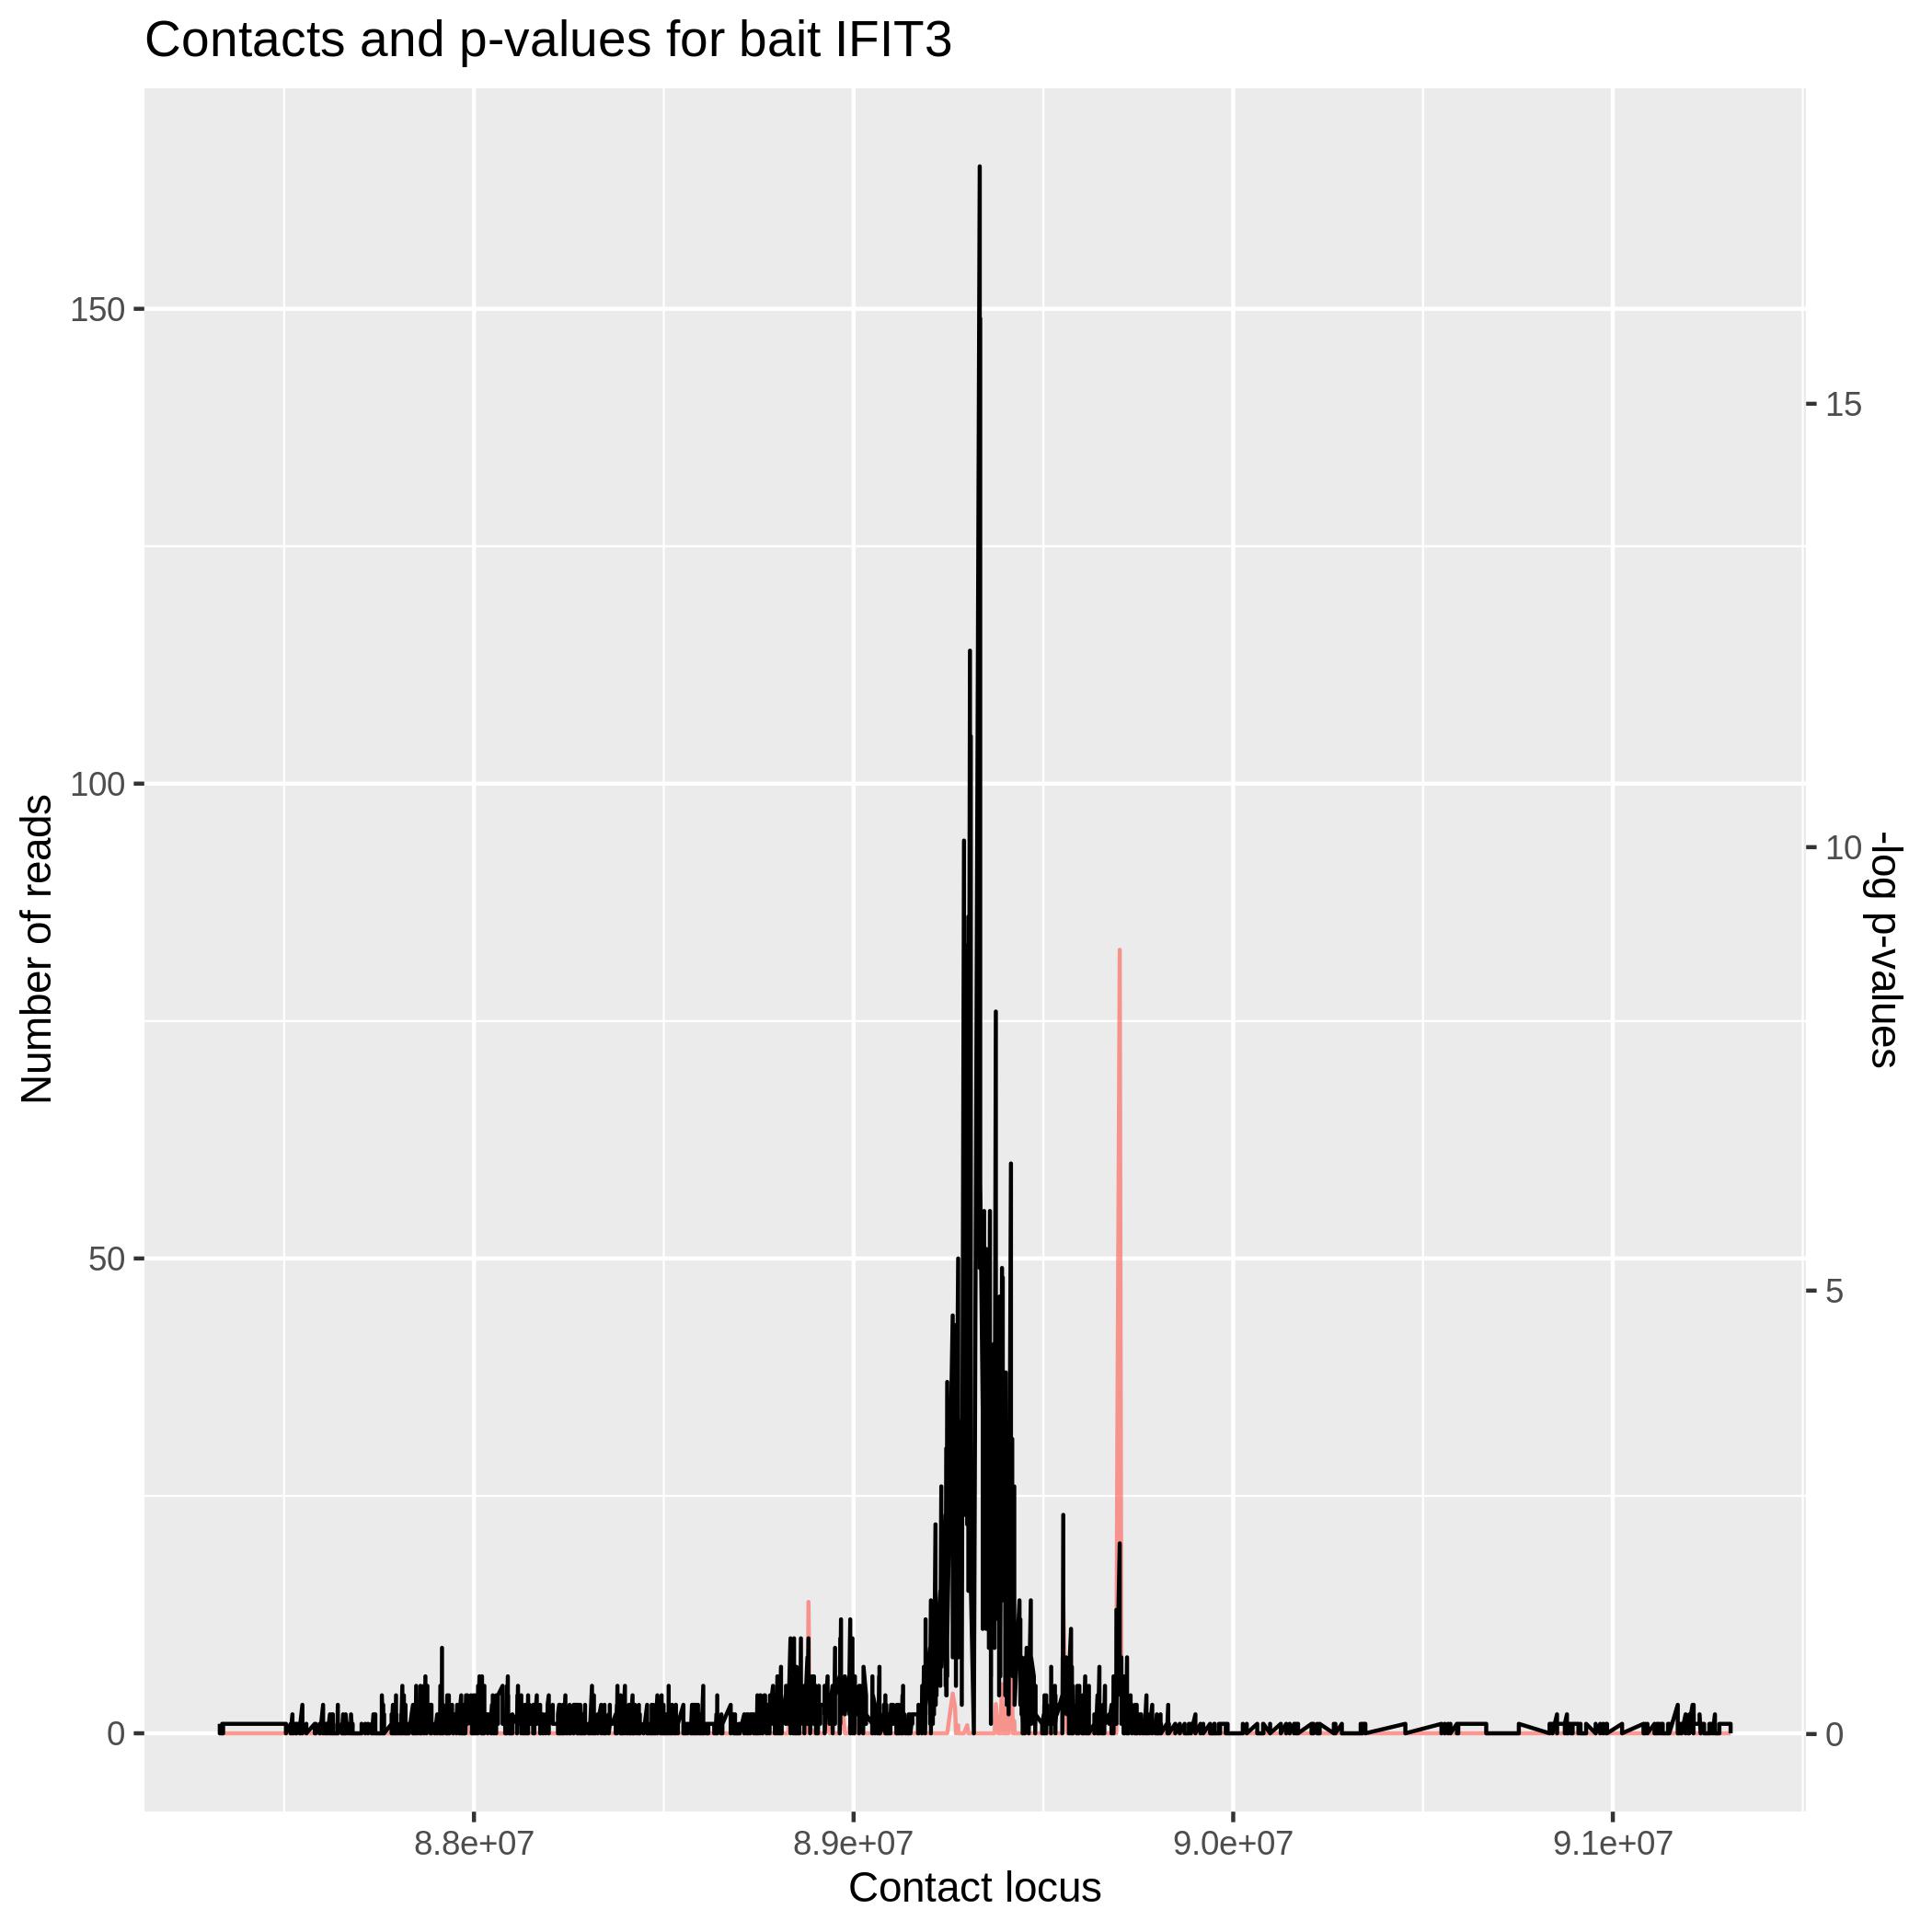 Contacts and p-values for bait IFIT3
150
100
50
0
Number of reads
15
10
5
0
-log p-values
8.8e+07
8.9e+07
9.0e+07
9.1e+07
Contact locus